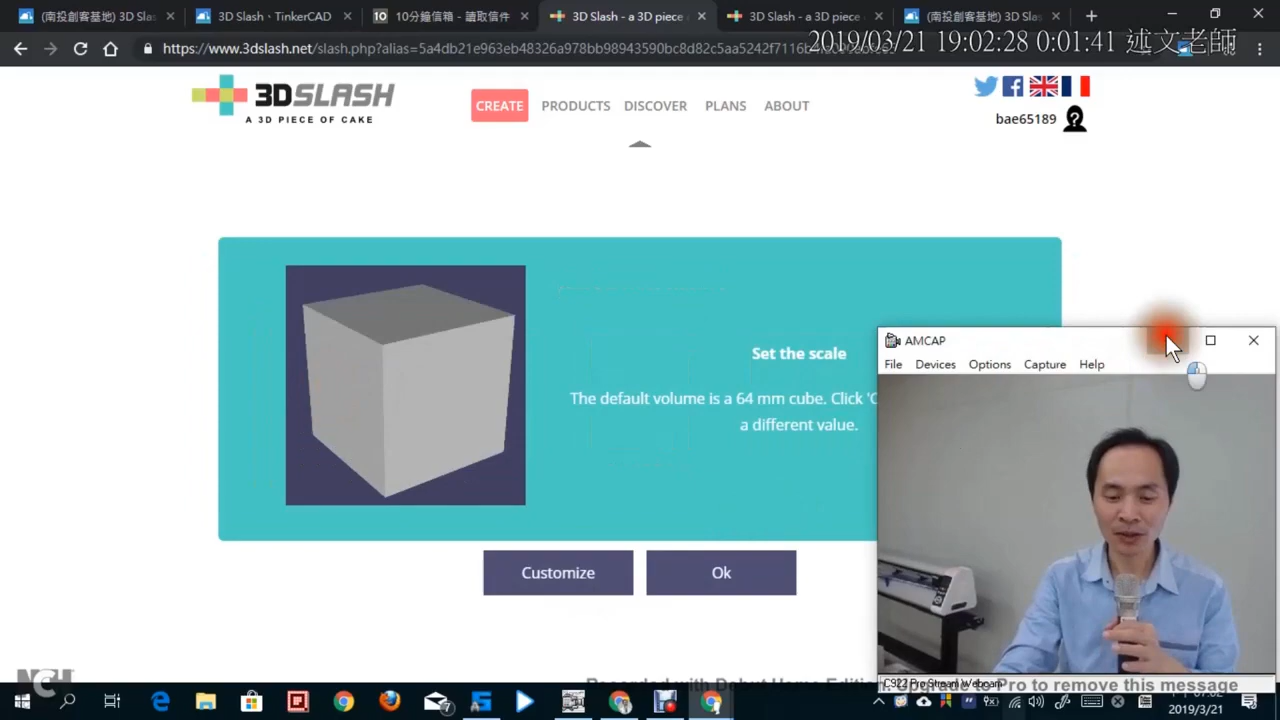 (南投創客基地) 3D Slas
3D Slash、TinkerCAD
10分鐘信箱 - 讀取信件
3D Slash - a 3D piece
3D Slash - a 3D piece
(南投創客基地) 3D Slas
https://www.3dslash.net/slash.php?alias=
2019/03/21 19:02:28 0:01:41 述文老師
3DSLASH
A 3D PIECE OF CAKE
CREATE PRODUCTS DISCOVER PLANS ABOUT
bae65189
AMCAP
File Devices Options Capture Help
Set the scale
The default volume is a 64 mm cube. Click
a different value.
Customize
Ok
NCH
C922 Pro Stream Webcam
Recorded with Debut Home Edition. Upgrade to Pro to remove this message
2019/3/21